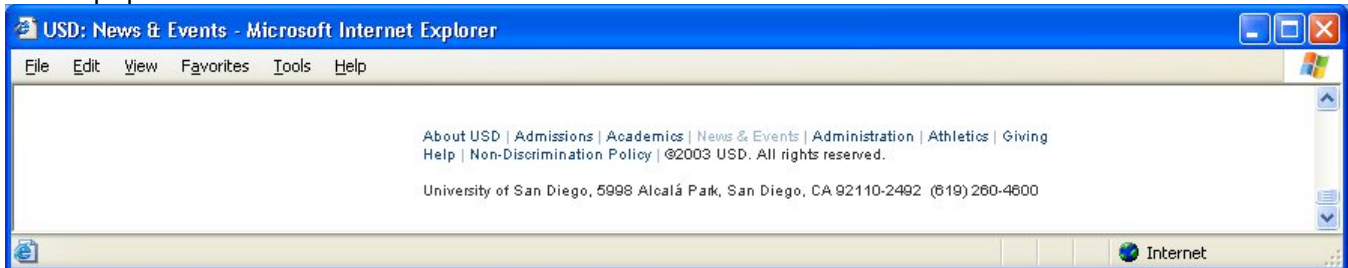 USD: News & Events - Microsoft Internet Explorer
File Edit View Favorites Tools Help
About USD | Admissions | Academics | News & Events | Administration | Athletics | Giving
Help | Non-Discrimination Policy | ©2003 USD. All rights reserved.
University of San Diego, 5998 Alcalá Park, San Diego, CA 92110-2492 (619) 260-4600
Internet